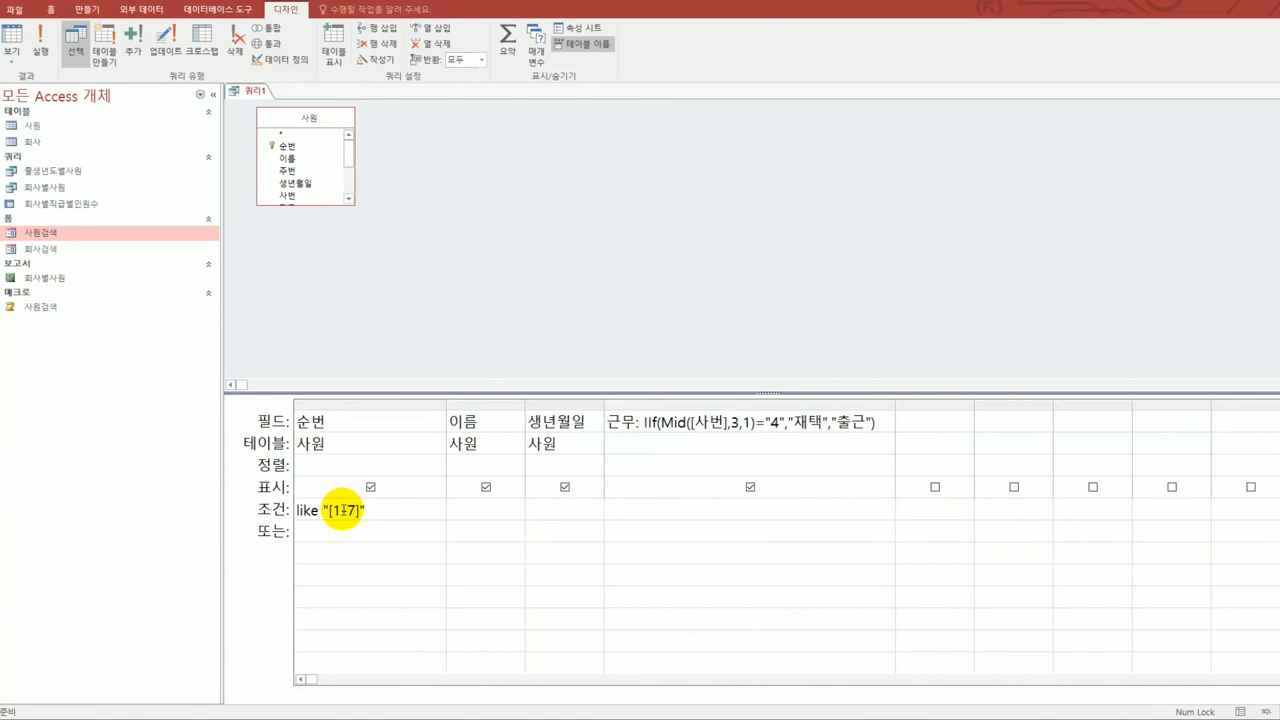 파일 홈 만들기 외부 데이터 데이터베이스 도구 디자인 수행할 작업을 알려 주세요.
보기 실행 선택 테이블 만들기 추가 업데이트 크로스탭 삭제 통합 통과 데이터 정의 테이블 표시 행 삽입 행 삭제 작성기 열 삽입 열 삭제 반환: 모두 요약 매개 변수 속성 시트 테이블 이름
결과 쿼리 유형 쿼리 설정 표시/숨기기
모든 Access 개체
테이블
사원
회사
쿼리
출생년도별사원
회사별사원
회사별직급별인원수
폼
사원검색
회사검색
보고서
회사별사원
매크로
사원검색
쿼리1
사원
*
순번
이름
주번
생년월일
사번
필드: 순번 이름 생년월일 근무: IIf(Mid([사번],3,1)="4","재택","출근")
테이블: 사원 사원 사원
정렬:
표시:
조건: like "[1-7]"
또는:
준비 Num Lock SQL